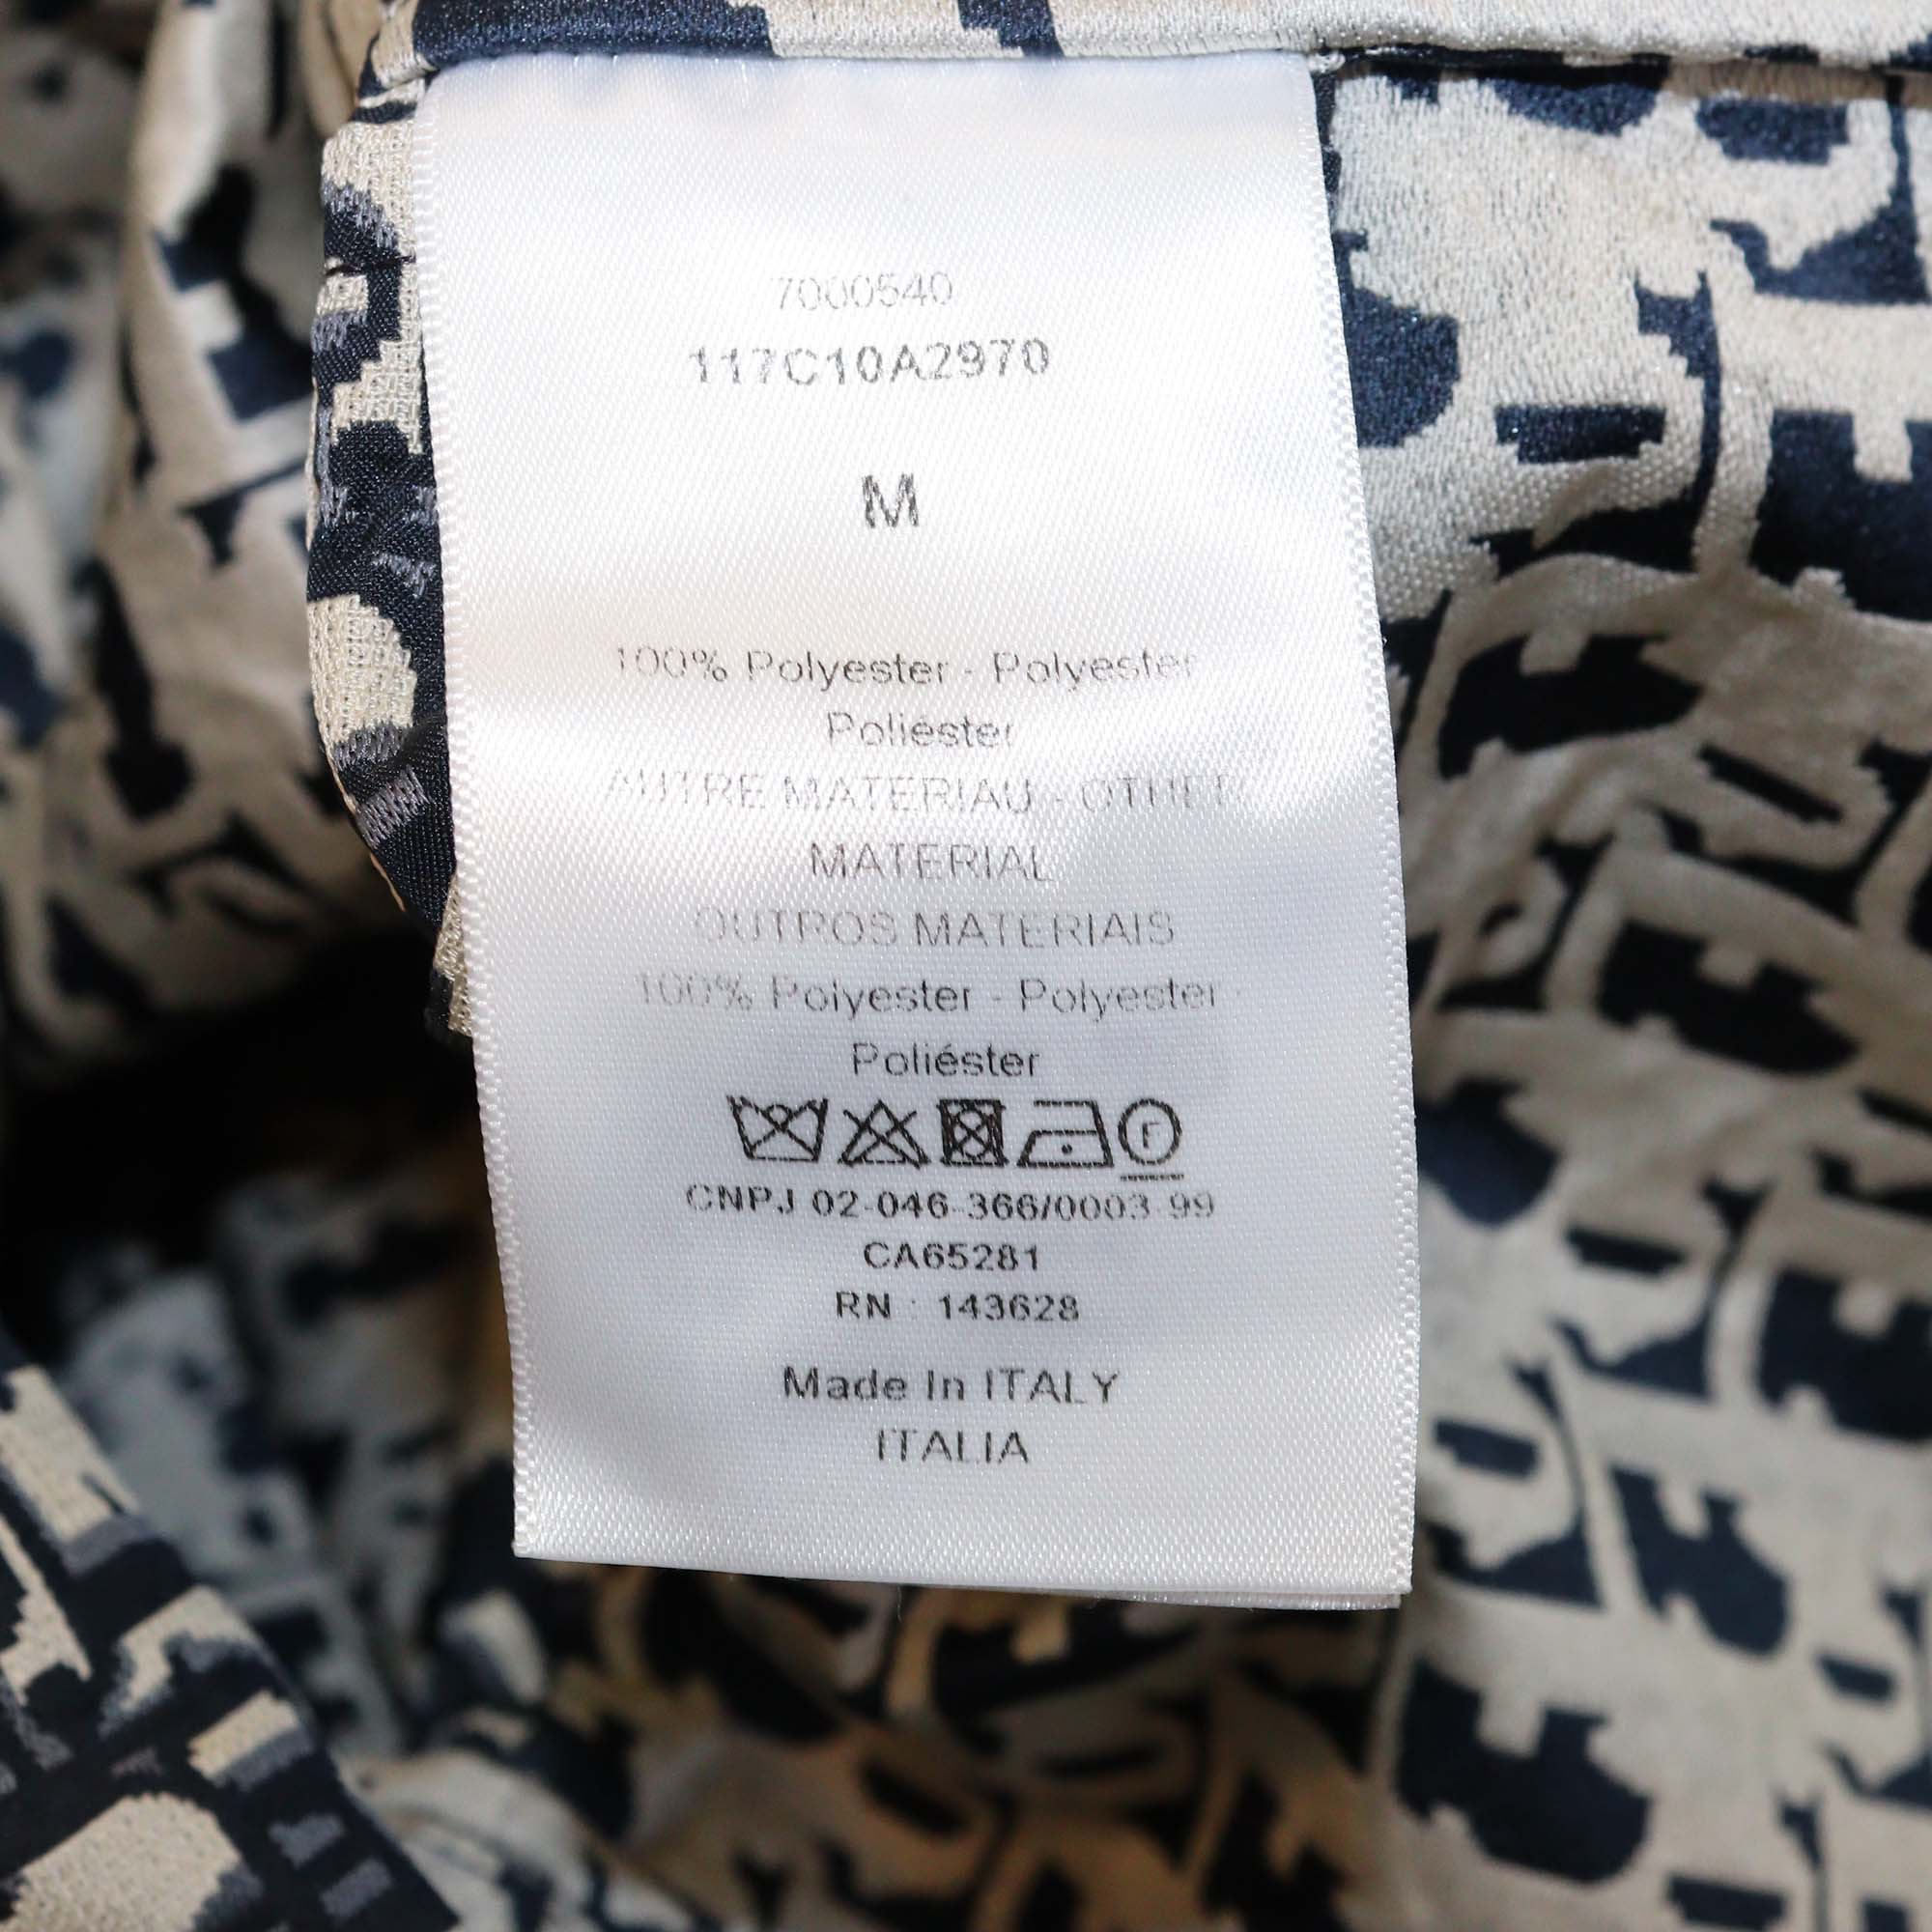 7000540
117C10A2970
M
100% Polyester - Polyester
Poliéster
AUTRE MATERIAU - OTHER
MATERIAL
OUTROS MATERIAIS
100% Polyester - Polyester -
Poliéster
CNPJ 02-046-366/0003-99
CA65281
RN : 143628
Made In ITALY
ITALIA